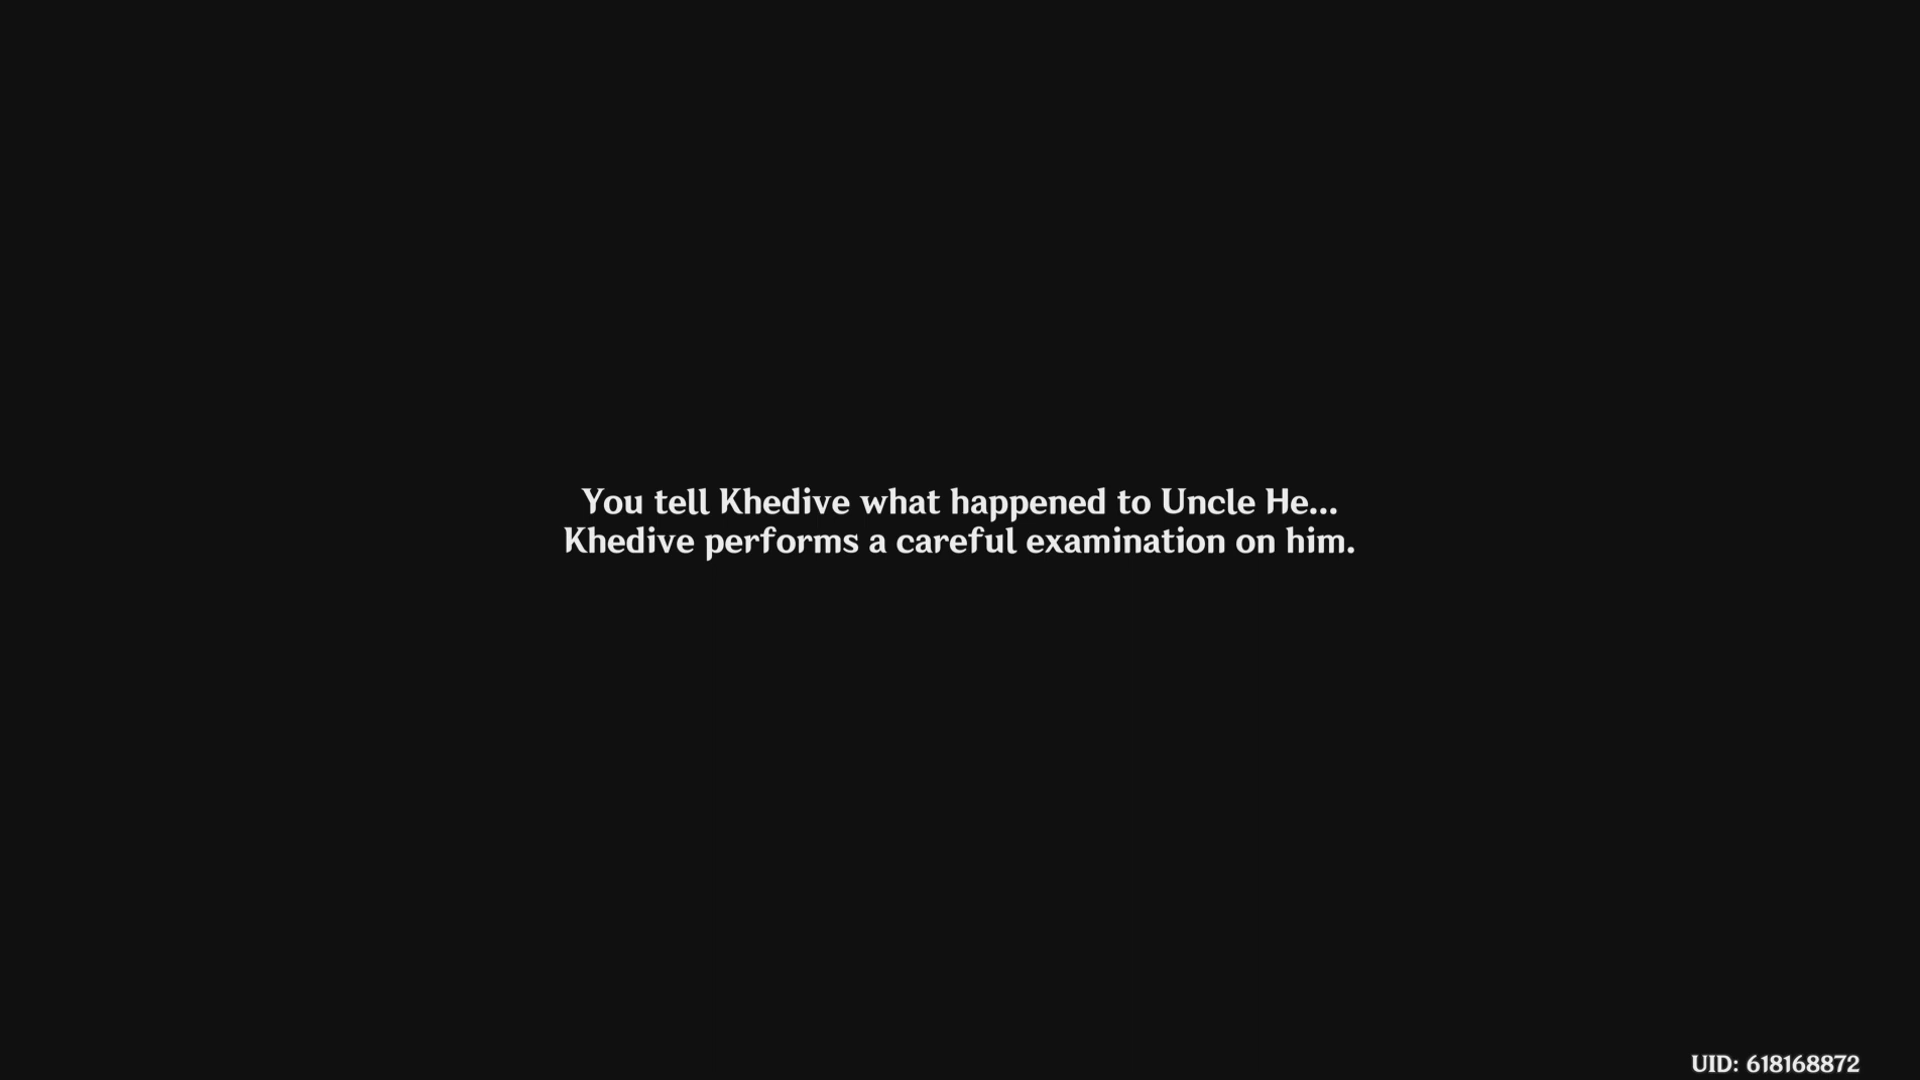 You tell Khedive what happened to Uncle He...
Khedive performs a careful examination on him.
UID: 618168872